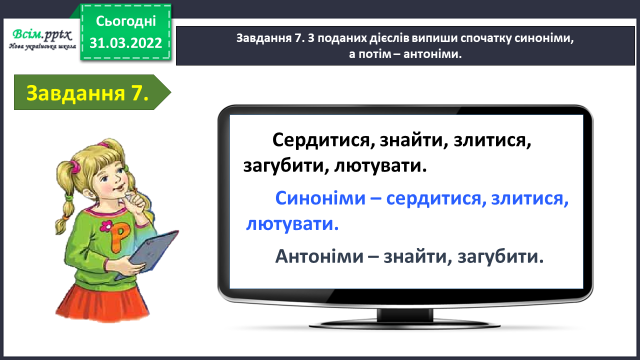 Всім.pptx
Нова українська школа
Сьогодні
31.03.2022
Завдання 7. З поданих дієслів випиши спочатку синоніми,
а потім – антоніми.
Завдання 7.
Сердитися, знайти, злитися,
загубити, лютувати.
Синоніми – сердитися, злитися,
лютувати.
Антоніми – знайти, загубити.
Р